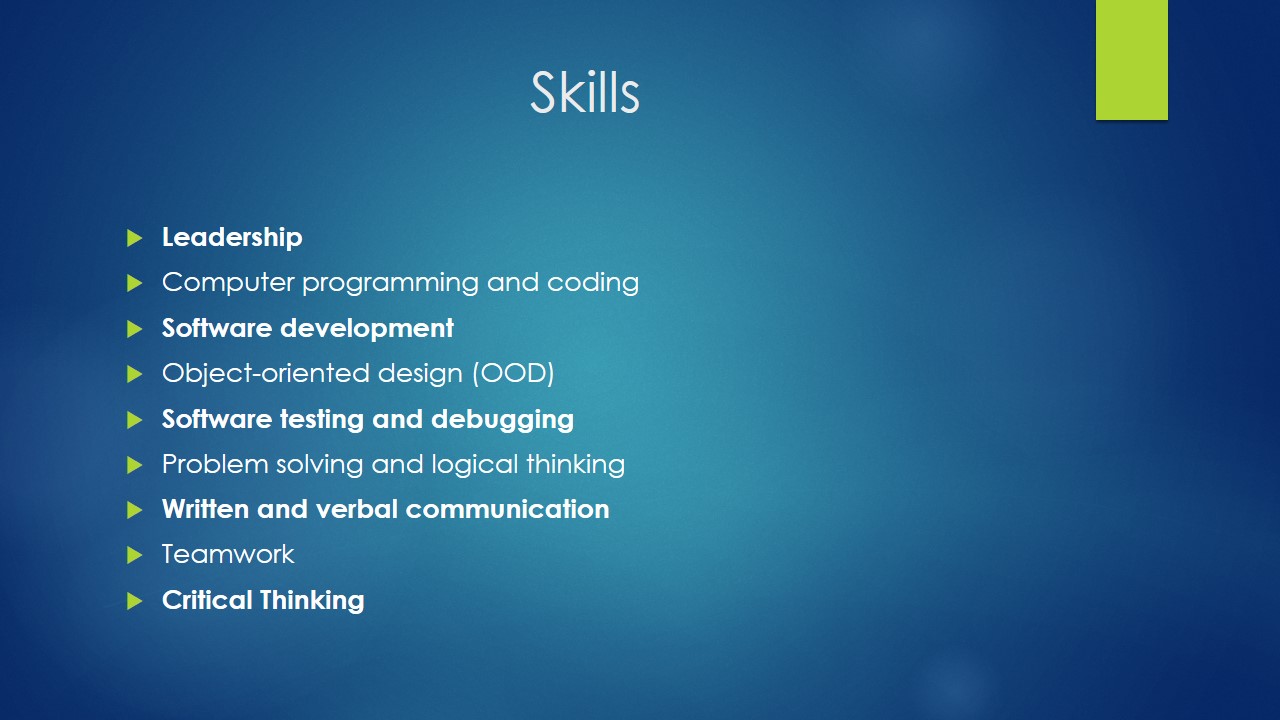 Skills
Leadership
Computer programming and coding
Software development
Object-oriented design (OOD)
Software testing and debugging
Problem solving and logical thinking
Written and verbal communication
Teamwork
Critical Thinking